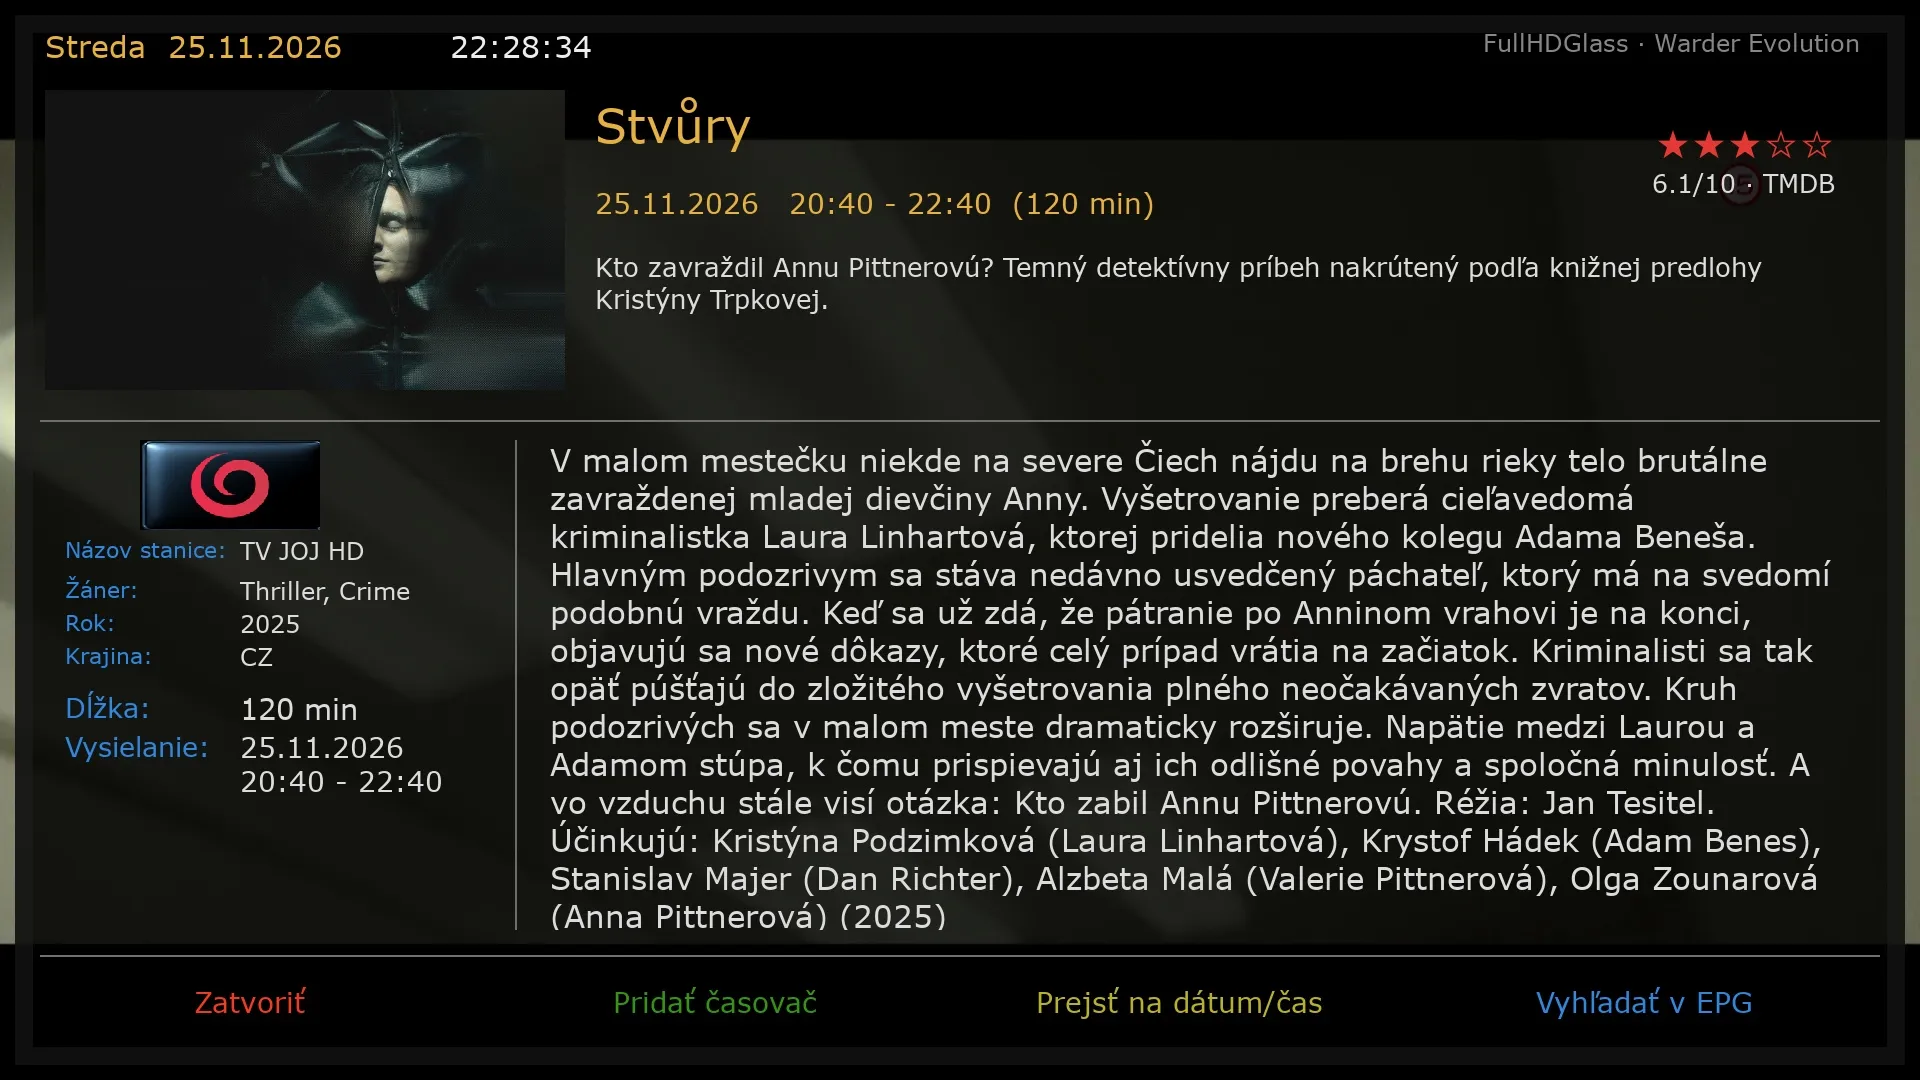 Streda 25.11.2026 22:28:34
FullHDGlass · Warder Evolution
Stvůry
★★★☆☆
6.1/10 · TMDB
25.11.2026 20:40 - 22:40 (120 min)
Kto zavraždil Annu Pittnerovú? Temný detektívny príbeh nakrútený podľa knižnej predlohy
Kristýny Trpkovej.
Názov stanice: TV JOJ HD
Žáner: Thriller, Crime
Rok: 2025
Krajina: CZ
Dĺžka: 120 min
Vysielanie: 25.11.2026
20:40 - 22:40
V malom mestečku niekde na severe Čiech nájdu na brehu rieky telo brutálne
zavraždenej mladej dievčiny Anny. Vyšetrovanie preberá cieľavedomá
kriminalistka Laura Linhartová, ktorej pridelia nového kolegu Adama Beneša.
Hlavným podozrivym sa stáva nedávno usvedčený páchateľ, ktorý má na svedomí
podobnú vraždu. Keď sa už zdá, že pátranie po Anninom vrahovi je na konci,
objavujú sa nové dôkazy, ktoré celý prípad vrátia na začiatok. Kriminalisti sa tak
opäť púšťajú do zložitého vyšetrovania plného neočakávaných zvratov. Kruh
podozrivých sa v malom meste dramaticky rozširuje. Napätie medzi Laurou a
Adamom stúpa, k čomu prispievajú aj ich odlišné povahy a spoločná minulosť. A
vo vzduchu stále visí otázka: Kto zabil Annu Pittnerovú. Réžia: Jan Tesitel.
Účinkujú: Kristýna Podzimková (Laura Linhartová), Krystof Hádek (Adam Benes),
Stanislav Majer (Dan Richter), Alzbeta Malá (Valerie Pittnerová), Olga Zounarová
(Anna Pittnerová) (2025)
Zatvoriť
Pridať časovač
Prejsť na dátum/čas
Vyhľadať v EPG